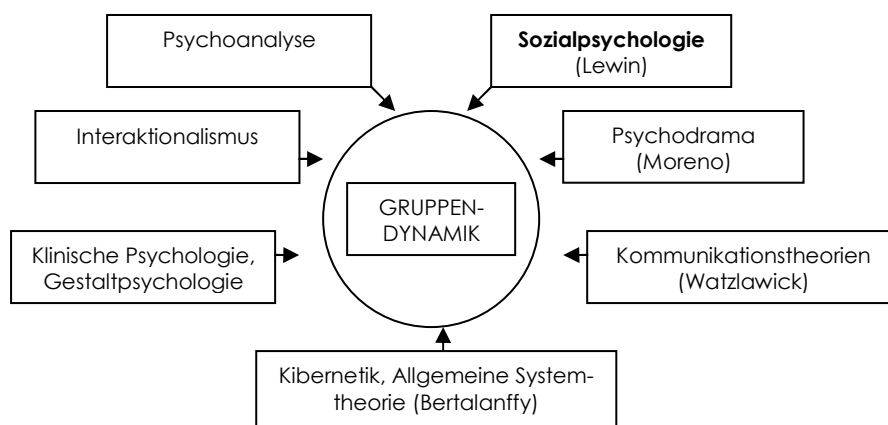 Psychoanalyse
Sozialpsychologie
(Lewin)
Interaktionalismus
Psychodrama
(Moreno)
GRUPPEN-
DYNAMIK
Klinische Psychologie,
Gestaltpsychologie
Kommunikationstheorien
(Watzlawick)
Kibernetik, Allgemeine System-
theorie (Bertalanffy)